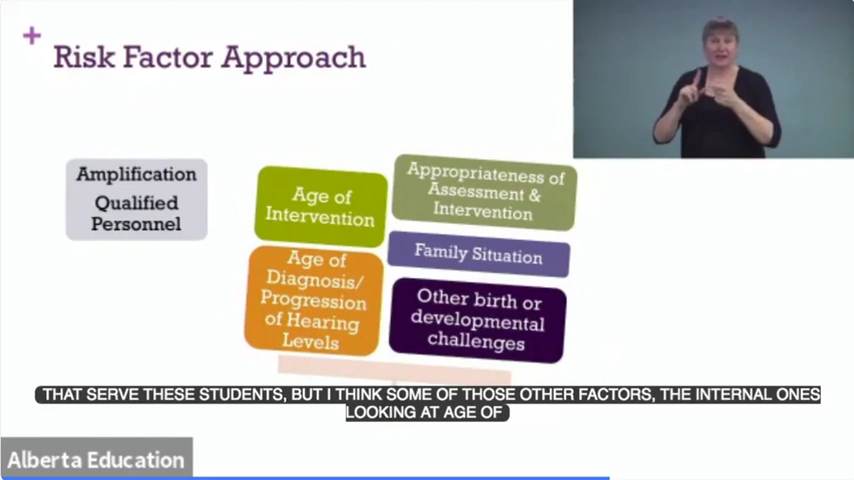 +
Risk Factor Approach
Amplification
Qualified
Personnel
Age of
Intervention
Appropriateness of
Assessment &
Intervention
Family Situation
Age of
Diagnosis/
Progression
of Hearing
Levels
Other birth or
developmental
challenges
THAT SERVE THESE STUDENTS, BUT I THINK SOME OF THOSE OTHER FACTORS, THE INTERNAL ONES
LOOKING AT AGE OF
Alberta Education